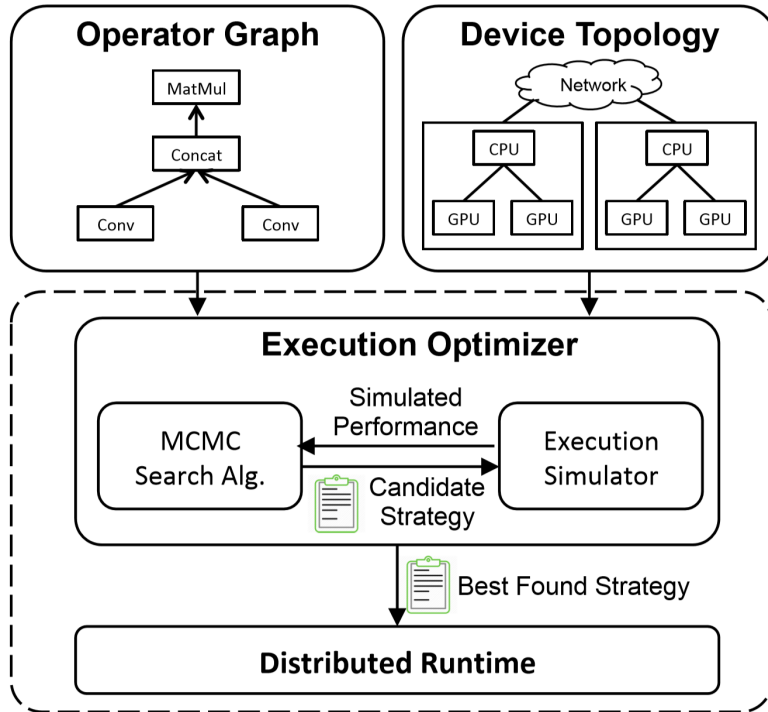 Operator Graph
MatMul
Concat
Conv
Conv
Device Topology
Network
CPU
CPU
GPU
GPU
GPU
GPU
Execution Optimizer
MCMC
Search Alg.
Simulated
Performance
Candidate
Strategy
Execution
Simulator
Best Found Strategy
Distributed Runtime